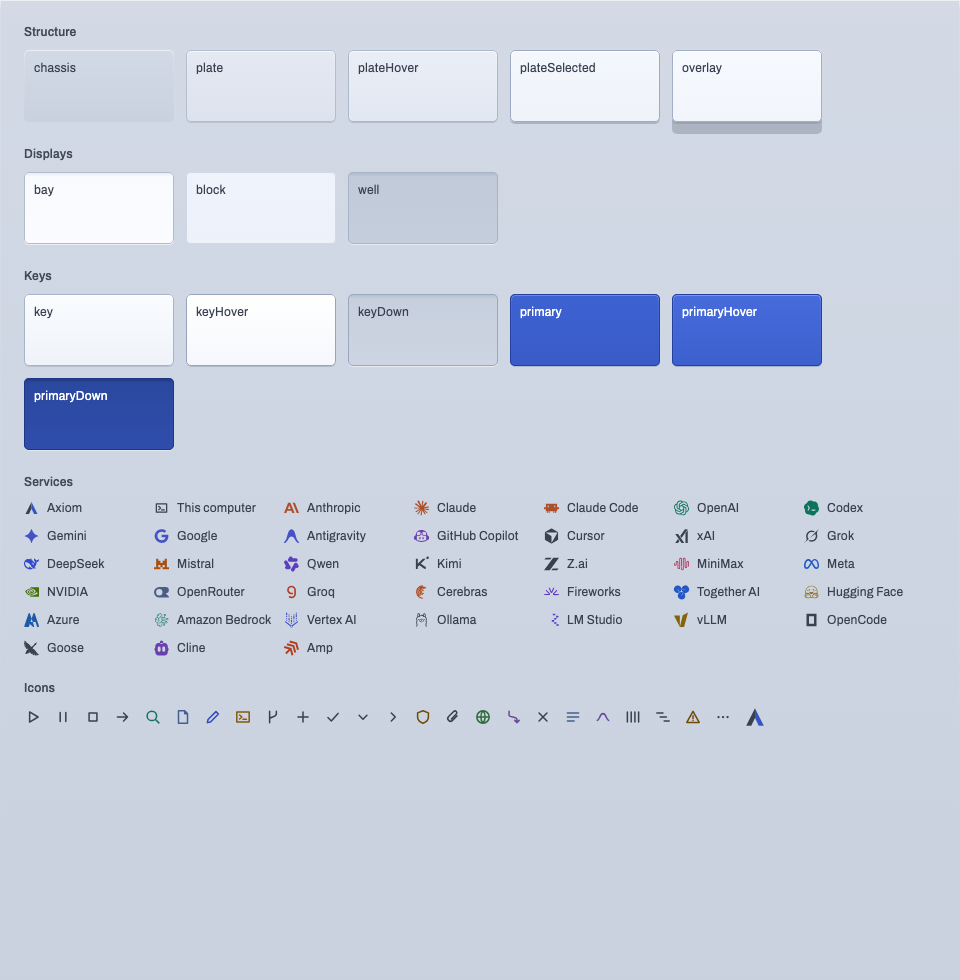 Structure
chassis
plate
plateHover
plateSelected
overlay
Displays
bay
block
well
Keys
key
keyHover
keyDown
primary
primaryHover
primaryDown
Services
Axiom
This computer
Anthropic
Claude
Claude Code
OpenAI
Codex
Gemini
Google
Antigravity
GitHub Copilot
Cursor
xAI
Grok
DeepSeek
Mistral
Qwen
Kimi
Z.ai
MiniMax
Meta
NVIDIA
OpenRouter
Groq
Cerebras
Fireworks
Together AI
Hugging Face
Azure
Amazon Bedrock
Vertex AI
Ollama
LM Studio
vLLM
OpenCode
Goose
Cline
Amp
Icons